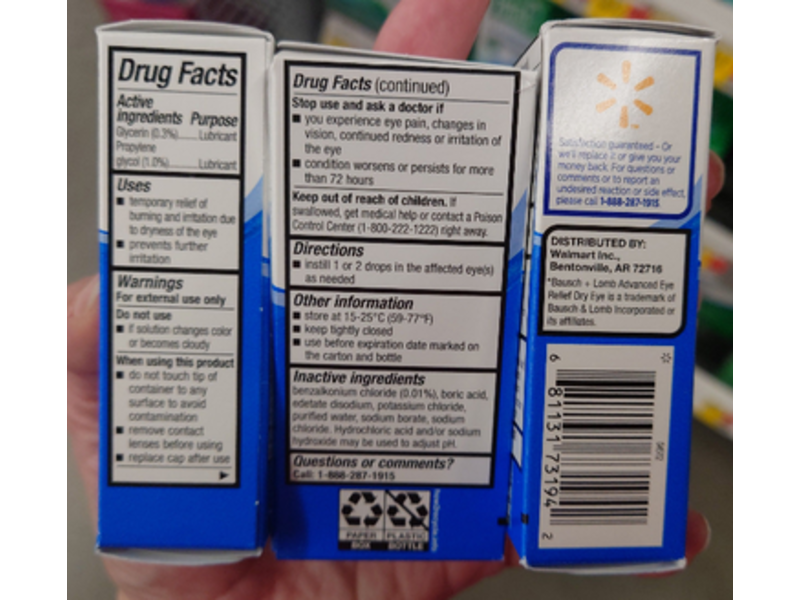 Drug Facts
Active
ingredients Purpose
Glycerin (0.3%)..... Lubricant
Propylene
glycol (1.0%)........ Lubricant
Uses
■ temporary relief of
burning and irritation due
to dryness of the eye
■ prevents further
irritation
Warnings
For external use only
Do not use
■ if solution changes color
or becomes cloudy
When using this product
■ do not touch tip of
container to any
surface to avoid
contamination
■ remove contact
lenses before using
■ replace cap after use
Drug Facts (continued)
Stop use and ask a doctor if
■ you experience eye pain, changes in
vision, continued redness or irritation of
the eye
■ condition worsens or persists for more
than 72 hours
Keep out of reach of children. If
swallowed, get medical help or contact a Poison
Control Center (1-800-222-1222) right away.
Directions
■ instill 1 or 2 drops in the affected eye(s)
as needed
Other information
■ store at 15-25°C (59-77°F)
■ keep tightly closed
■ use before expiration date marked on
the carton and bottle
Inactive ingredients
benzalkonium chloride (0.01%), boric acid,
edetate disodium, potassium chloride,
purified water, sodium borate, sodium
chloride. Hydrochloric acid and/or sodium
hydroxide may be used to adjust pH.
Questions or comments?
Call: 1-888-287-1915
PAPER
BOX
PLASTIC
BOTTLE
Satisfaction guaranteed - Or
we'll replace it or give you your
money back. For questions or
comments or to report an
undesired reaction or side effect,
please call 1-888-287-1915.
DISTRIBUTED BY:
Walmart Inc.,
Bentonville, AR 72716
*Bausch + Lomb Advanced Eye
Relief Dry Eye is a trademark of
Bausch & Lomb Incorporated or
its affiliates.
6 81131 73194 2